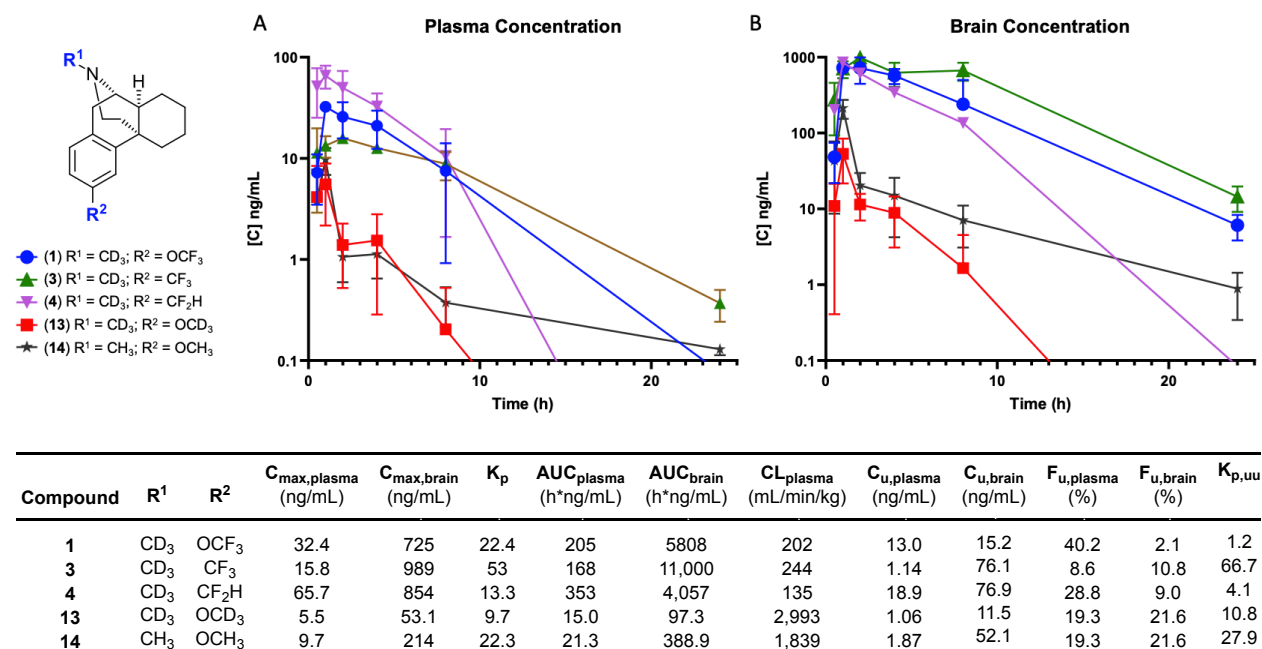 A Plasma Concentration
B Brain Concentration
R¹
N
H
R²
(1) R¹ = CD₃; R² = OCF₃
(3) R¹ = CD₃; R² = CF₃
(4) R¹ = CD₃; R² = CF₂H
(13) R¹ = CD₃; R² = OCD₃
(14) R¹ = CH₃; R² = OCH₃
[C] ng/mL
100
10
1
0.1
0 10 20
Time (h)
[C] ng/mL
1000
100
10
1
0.1
0 10 20
Time (h)
Compound R¹ R² Cmax,plasma (ng/mL) Cmax,brain (ng/mL) Kp AUCplasma (h*ng/mL) AUCbrain (h*ng/mL) CLplasma (mL/min/kg) Cu,plasma (ng/mL) Cu,brain (ng/mL) Fu,plasma (%) Fu,brain (%) Kp,uu
1 CD₃ OCF₃ 32.4 725 22.4 205 5808 202 13.0 15.2 40.2 2.1 1.2
3 CD₃ CF₃ 15.8 989 53 168 11,000 244 1.14 76.1 8.6 10.8 66.7
4 CD₃ CF₂H 65.7 854 13.3 353 4,057 135 18.9 76.9 28.8 9.0 4.1
13 CD₃ OCD₃ 5.5 53.1 9.7 15.0 97.3 2,993 1.06 11.5 19.3 21.6 10.8
14 CH₃ OCH₃ 9.7 214 22.3 21.3 388.9 1,839 1.87 52.1 19.3 21.6 27.9